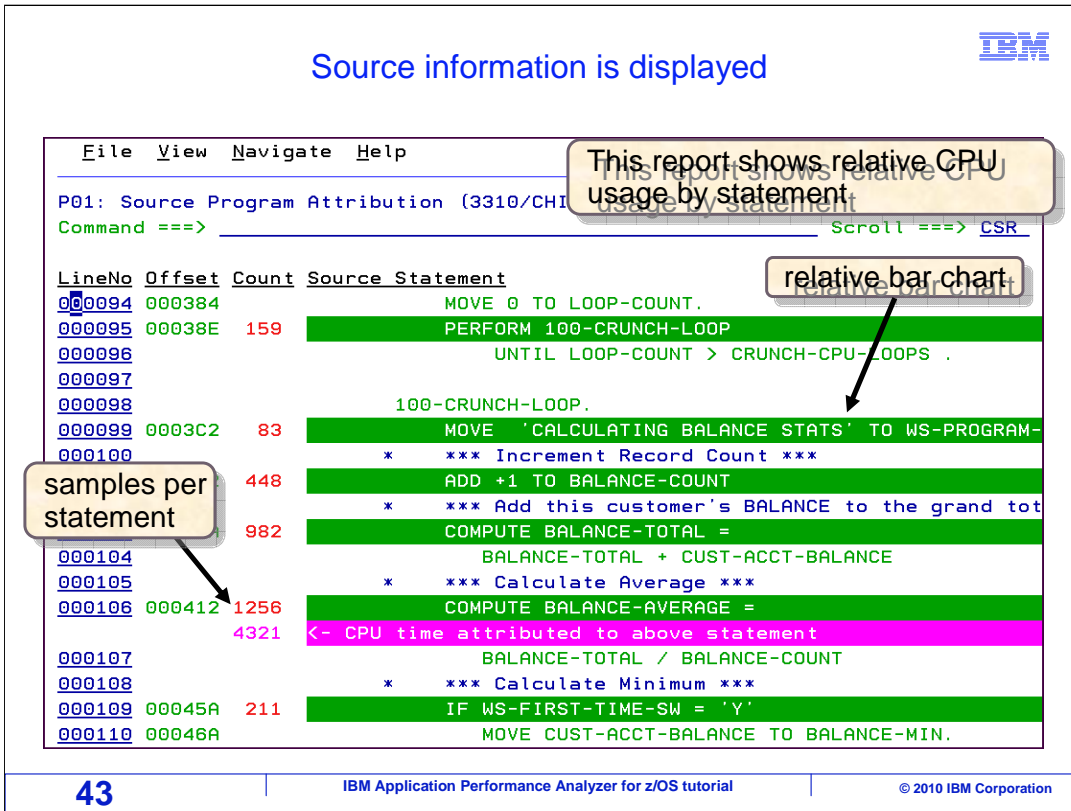 Source information is displayed
IBM
File View Navigate Help
This report shows relative CPU
usage by statement
P01: Source Program Attribution (3310/CHI
Command ===> Scroll ===> CSR
relative bar chart
LineNo Offset Count Source Statement
000094 000384 MOVE 0 TO LOOP-COUNT.
000095 00038E 159 PERFORM 100-CRUNCH-LOOP
000096 UNTIL LOOP-COUNT > CRUNCH-CPU-LOOPS .
000097
000098 100-CRUNCH-LOOP.
000099 0003C2 83 MOVE 'CALCULATING BALANCE STATS' TO WS-PROGRAM-
000100 * *** Increment Record Count ***
samples per
statement
448 ADD +1 TO BALANCE-COUNT
* *** Add this customer's BALANCE to the grand tot
982 COMPUTE BALANCE-TOTAL =
000104 BALANCE-TOTAL + CUST-ACCT-BALANCE
000105 * *** Calculate Average ***
000106 000412 1256 COMPUTE BALANCE-AVERAGE =
4321 <- CPU time attributed to above statement
000107 BALANCE-TOTAL / BALANCE-COUNT
000108 * *** Calculate Minimum ***
000109 00045A 211 IF WS-FIRST-TIME-SW = 'Y'
000110 00046A MOVE CUST-ACCT-BALANCE TO BALANCE-MIN.
43
IBM Application Performance Analyzer for z/OS tutorial
© 2010 IBM Corporation